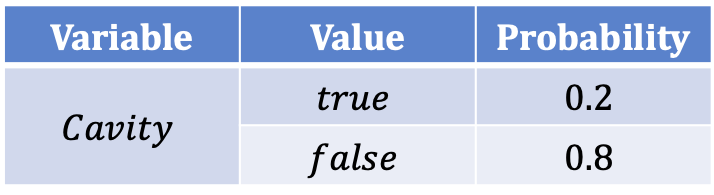 Variable Value Probability
Cavity true 0.2
false 0.8